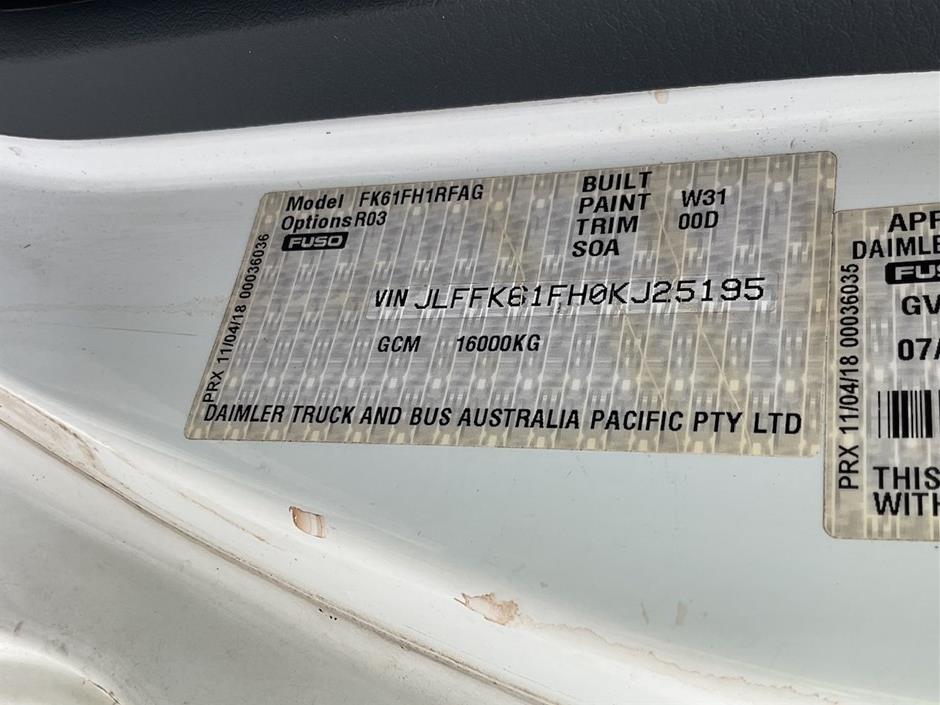 Model FK61FH1RFAG
Options R03
FUSO
BUILT
PAINT W31
TRIM 00D
SOA
VIN JLFFK61FH0KJ25195
GCM 16000KG
DAIMLER TRUCK AND BUS AUSTRALIA PACIFIC PTY LTD
PRX 11/04/18 00036036
PRX 11/04/18 00036035
APP
DAIMLE
FUS
GV
07/
THIS
WITH